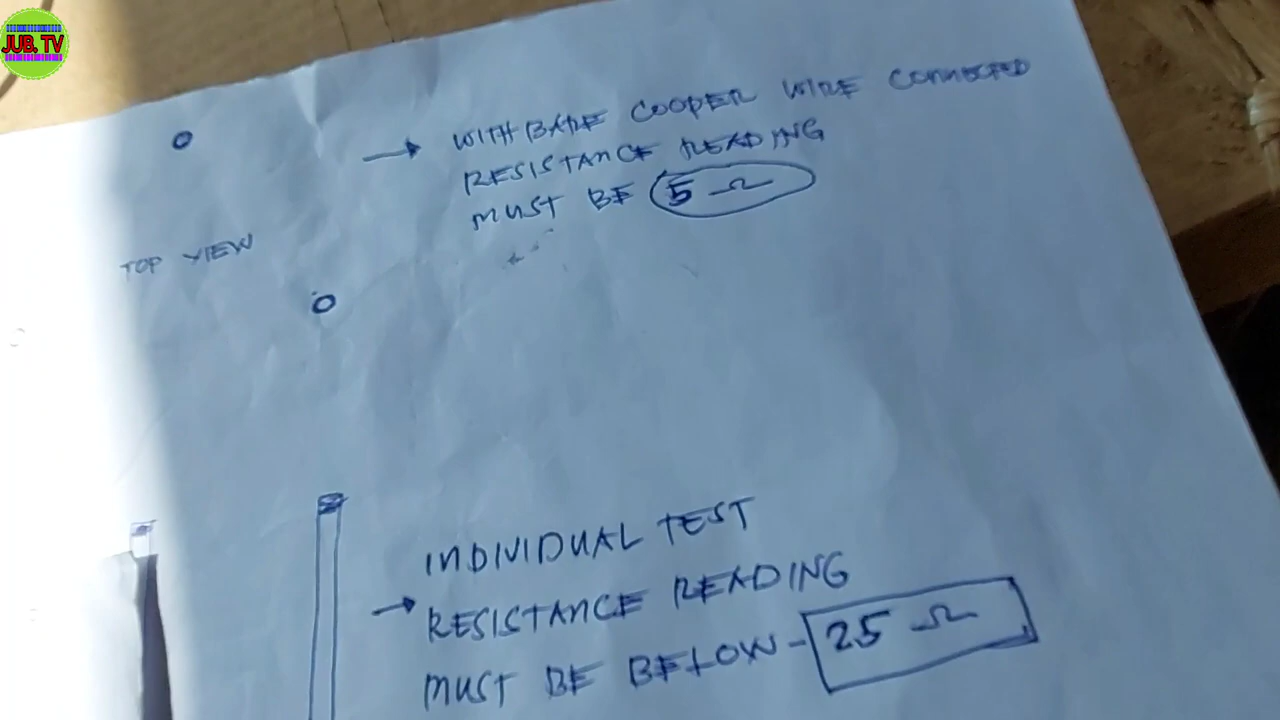 JUB. TV
→ WITH BARE COOPER WIRE CONNECTED
RESISTANCE READING
MUST BE 5 Ω
TOP VIEW
INDIVIDUAL TEST
→ RESISTANCE READING
MUST BE BELOW - 25 Ω